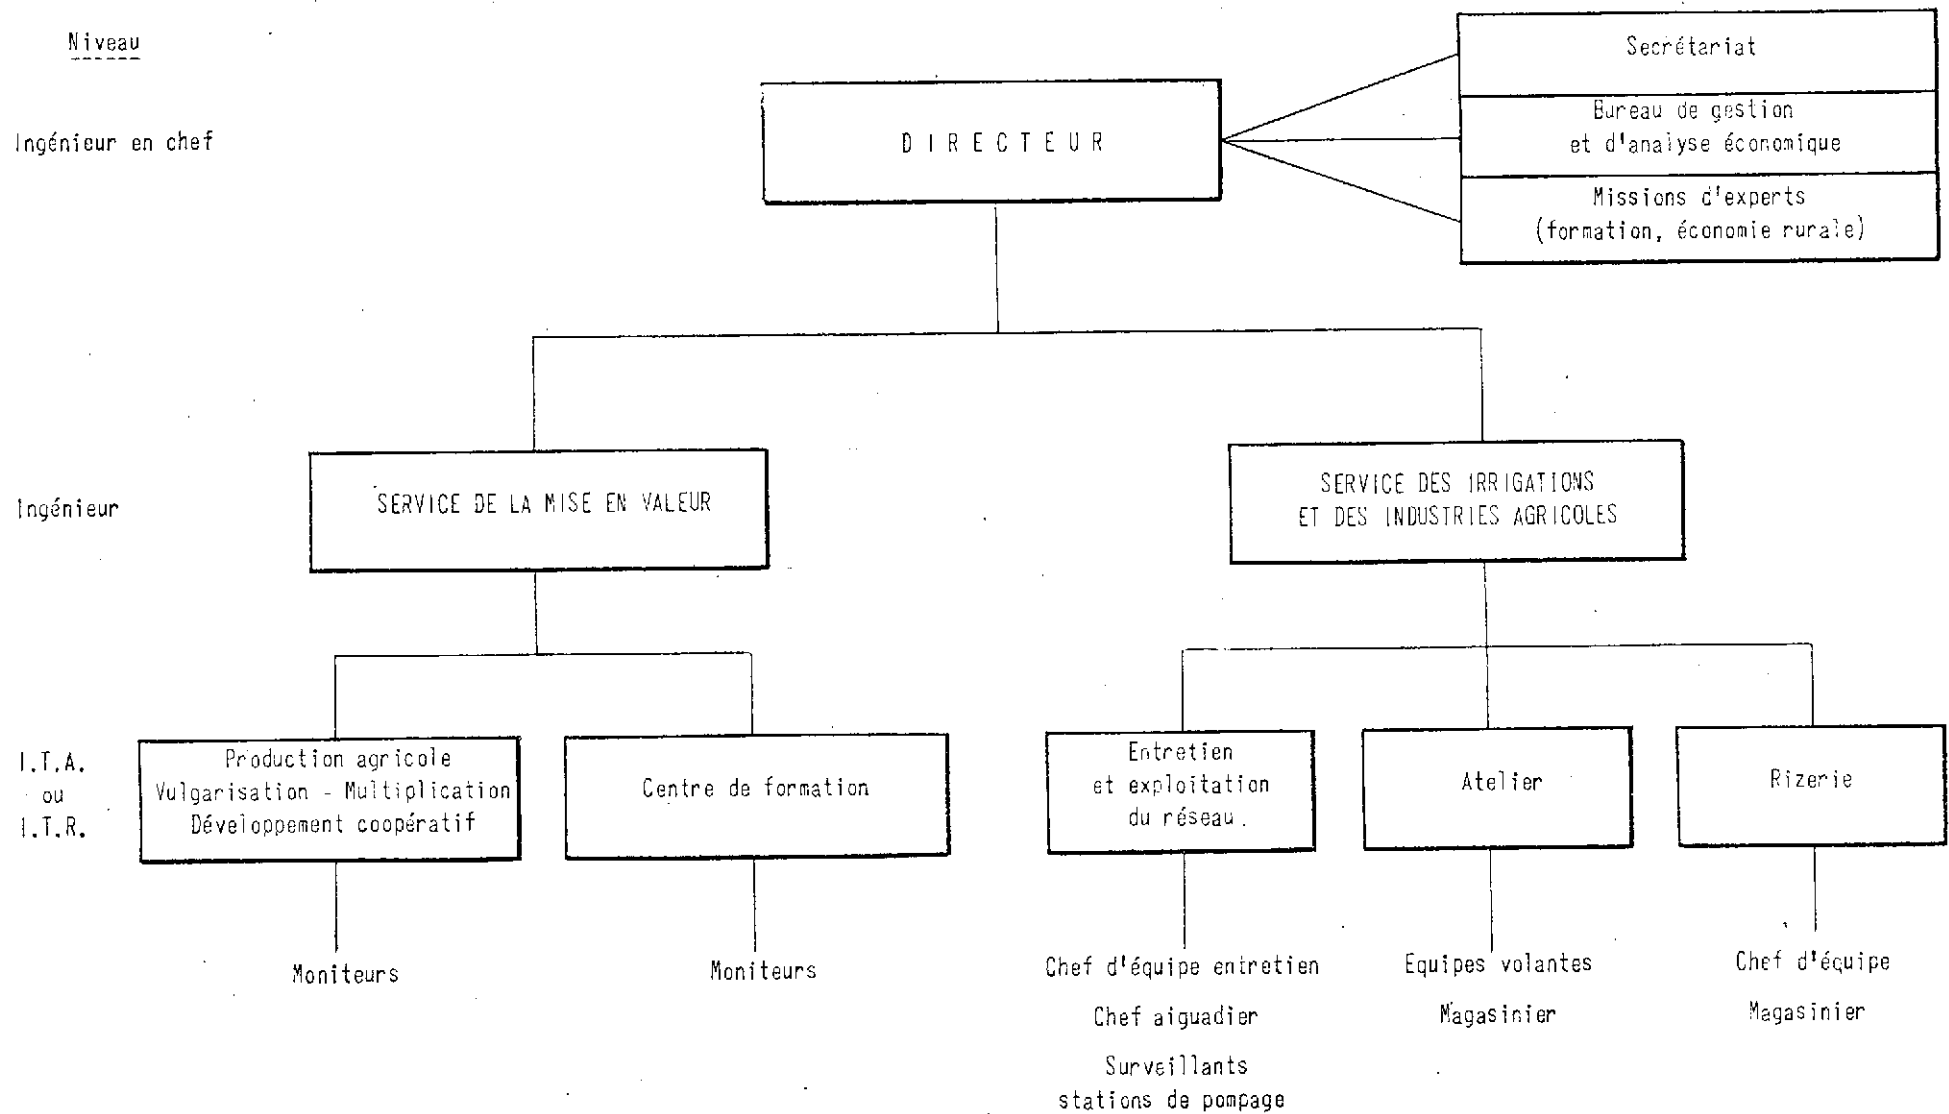 Niveau
Secrétariat
Ingénieur en chef
DIRECTEUR
Bureau de gestion
et d'analyse économique
Missions d'experts
(formation, économie rurale)
Ingénieur
SERVICE DE LA MISE EN VALEUR
SERVICE DES IRRIGATIONS
ET DES INDUSTRIES AGRICOLES
I.T.A.
ou
I.T.R.
Production agricole
Vulgarisation - Multiplication
Développement coopératif
Centre de formation
Entretien
et exploitation
du réseau.
Atelier
Rizerie
Moniteurs
Moniteurs
Chef d'équipe entretien
Chef aiguadier
Surveillants
stations de pompage
Equipes volantes
Magasinier
Chef d'équipe
Magasinier